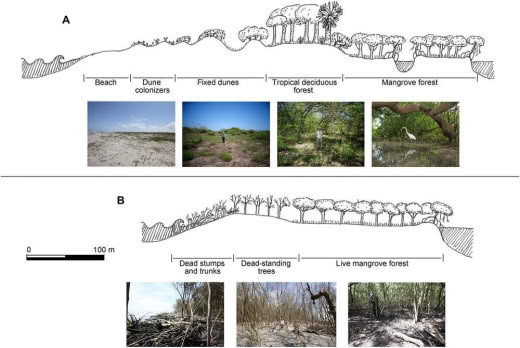 A
Beach
Dune
colonizers
Fixed dunes
Tropical deciduous
forest
Mangrove forest
B
0 100 m
Dead stumps
and trunks
Dead-standing
trees
Live mangrove forest